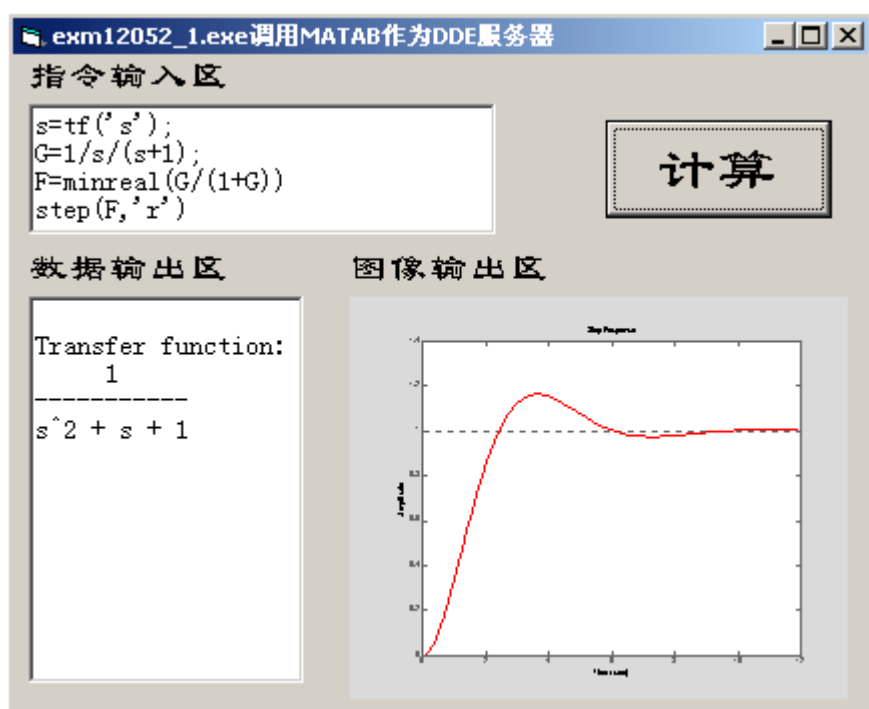 exm12052_1.exe调用MATAB作为DDE服务器
指令输入区
s=tf('s');
G=1/s/(s+1);
F=minreal(G/(1+G))
step(F,'r')
计算
数据输出区
图像输出区
Transfer function:
1
-----------
s^2 + s + 1
Step Response
Amplitude